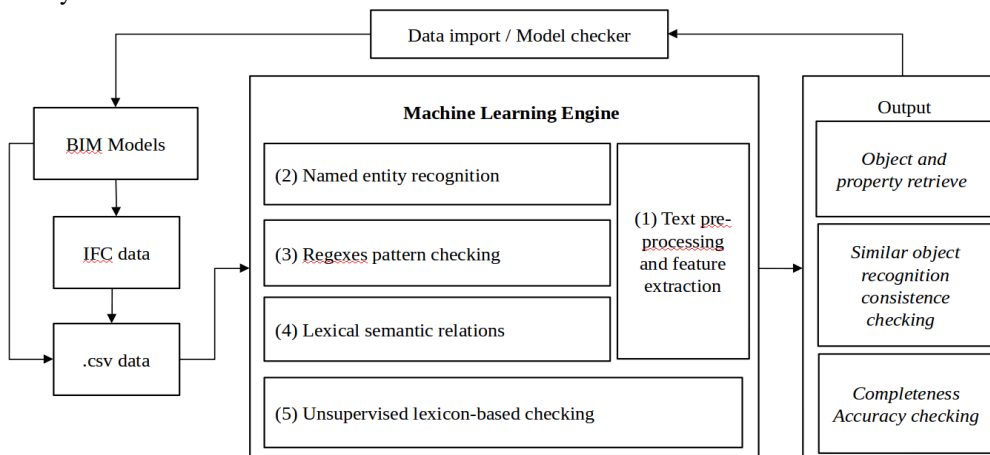 Data import / Model checker
BIM Models
IFC data
.csv data
Machine Learning Engine
(2) Named entity recognition
(3) Regexes pattern checking
(4) Lexical semantic relations
(1) Text pre-
processing
and feature
extraction
(5) Unsupervised lexicon-based checking
Output
Object and
property retrieve
Similar object
recognition
consistence
checking
Completeness
Accuracy checking